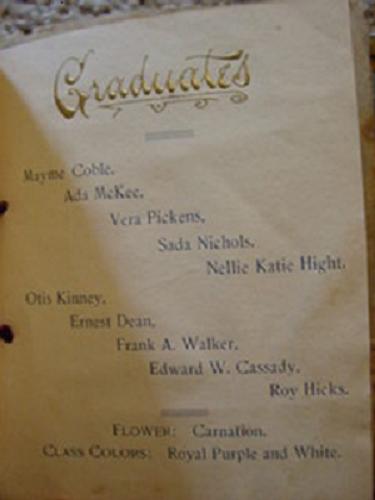 Graduates
Mayme Coble,
Ada McKee,
Vera Pickens,
Sada Nichols,
Nellie Katie Hight.
Otis Kinney,
Ernest Dean,
Frank A. Walker,
Edward W. Cassady,
Roy Hicks.
FLOWER: Carnation.
CLASS COLORS: Royal Purple and White.